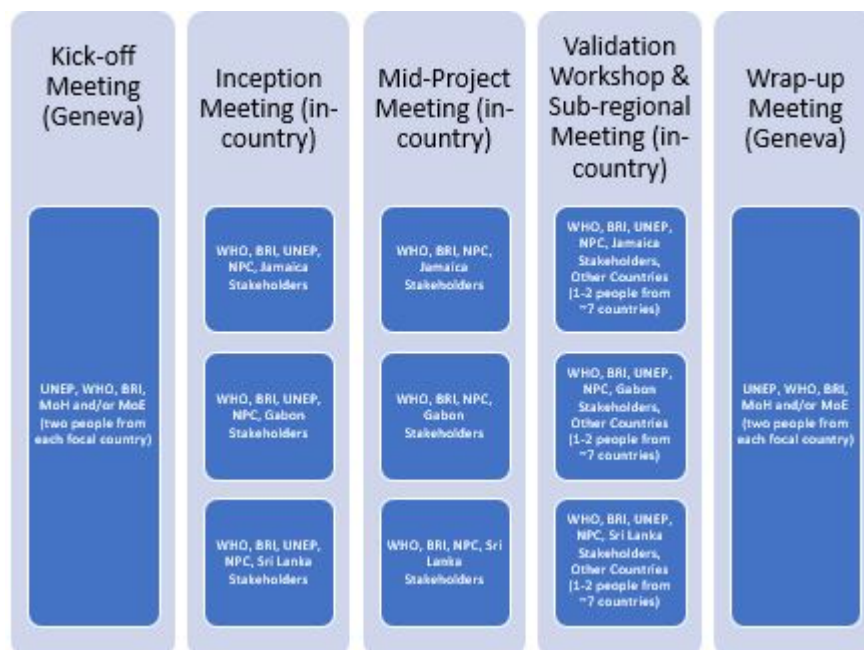 Kick-off
Meeting
(Geneva)
UNEP, WHO, BRI,
MoH and/or MoE
(two people from
each focal country)
Inception
Meeting (in-
country)
WHO, BRI, UNEP,
NPC, Jamaica
Stakeholders
WHO, BRI, UNEP,
NPC, Gabon
Stakeholders
WHO, BRI, UNEP,
NPC, Sri Lanka
Stakeholders
Mid-Project
Meeting (in-
country)
WHO, BRI, NPC,
Jamaica
Stakeholders
WHO, BRI, NPC,
Gabon
Stakeholders
WHO, BRI, NPC, Sri
Lanka
Stakeholders
Validation
Workshop &
Sub-regional
Meeting (in-
country)
WHO, BRI, UNEP,
NPC, Jamaica
Stakeholders,
Other Countries
(1-2 people from
~7 countries)
WHO, BRI, UNEP,
NPC, Gabon
Stakeholders,
Other Countries
(1-2 people from
~7 countries)
WHO, BRI, UNEP,
NPC, Sri Lanka
Stakeholders,
Other Countries
(1-2 people from
~7 countries)
Wrap-up
Meeting
(Geneva)
UNEP, WHO, BRI,
MoH and/or MoE
(two people from
each focal country)